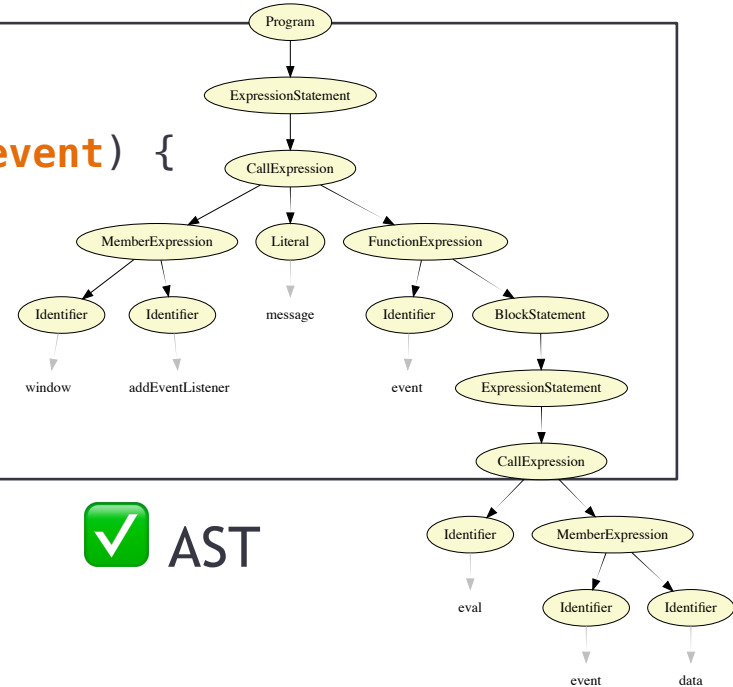 Program
ExpressionStatement
event) {
CallExpression
MemberExpression Literal FunctionExpression
Identifier Identifier message Identifier BlockStatement
window addEventListener event ExpressionStatement
CallExpression
AST
Identifier MemberExpression
eval Identifier Identifier
event data